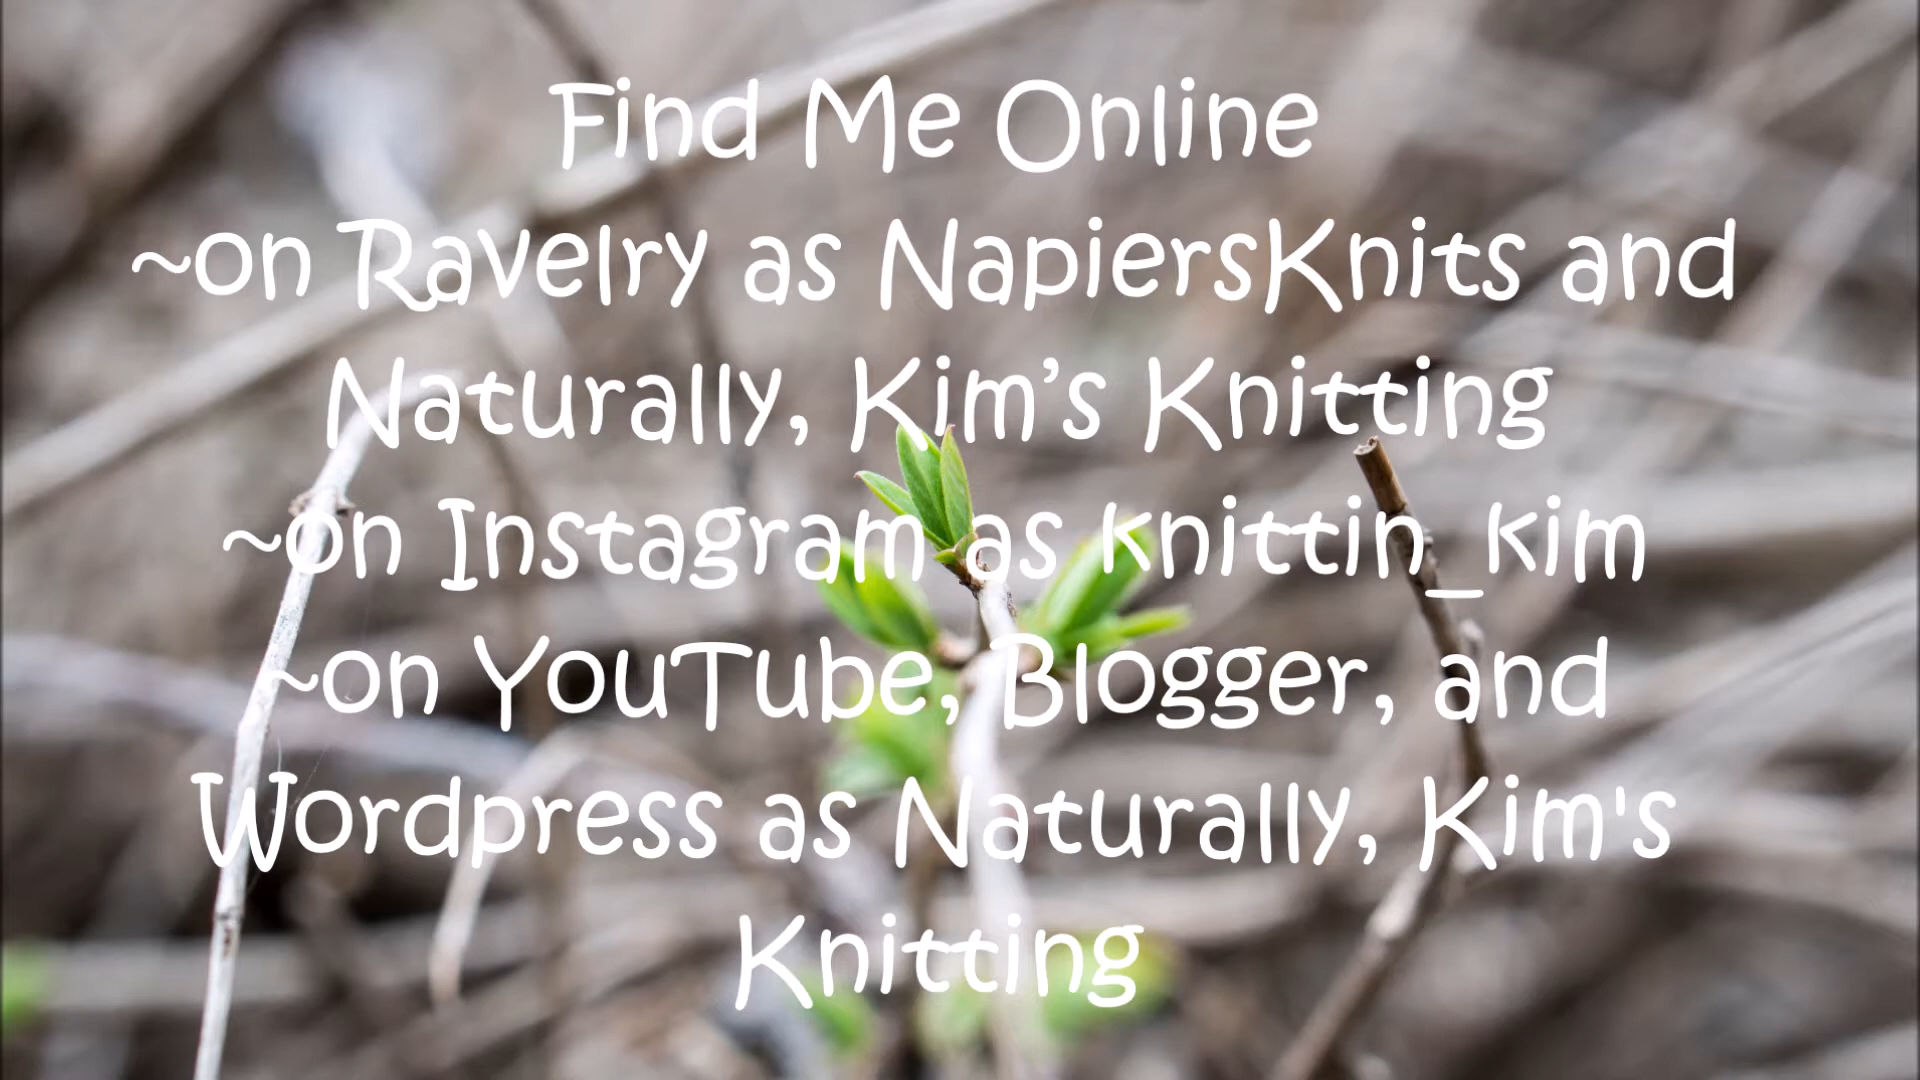 Find Me Online
~on Ravelry as NapiersKnits and
Naturally, Kim’s Knitting
~on Instagram as knittin_kim
~on YouTube, Blogger, and
Wordpress as Naturally, Kim's
Knitting